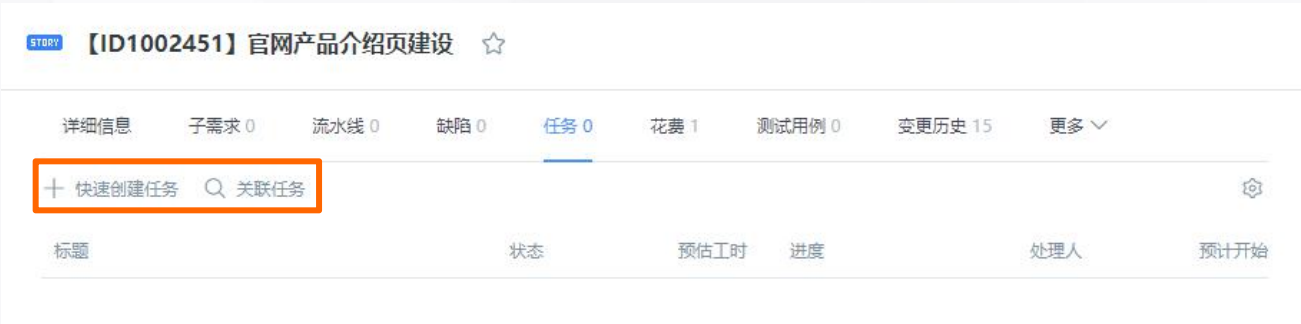 STORY 【ID1002451】官网产品介绍页建设
详细信息 子需求 0 流水线 0 缺陷 0 任务 0 花费 1 测试用例 0 变更历史 15 更多
快速创建任务 关联任务
标题 状态 预估工时 进度 处理人 预计开始